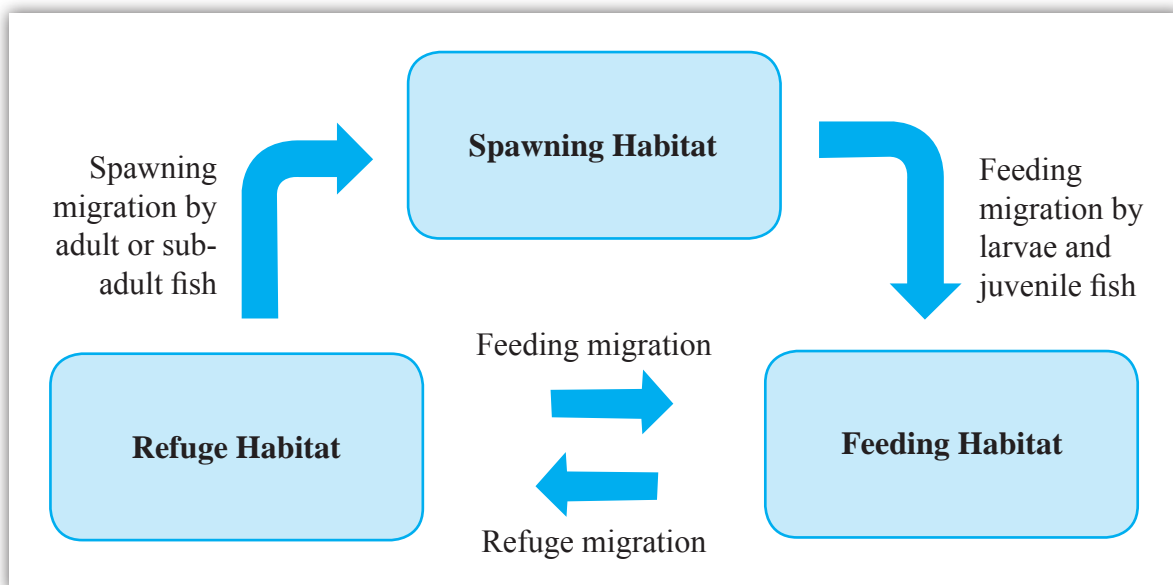 Spawning Habitat
Spawning
migration by
adult or sub-
adult fish
Feeding
migration by
larvae and
juvenile fish
Feeding migration
Refuge Habitat
Feeding Habitat
Refuge migration